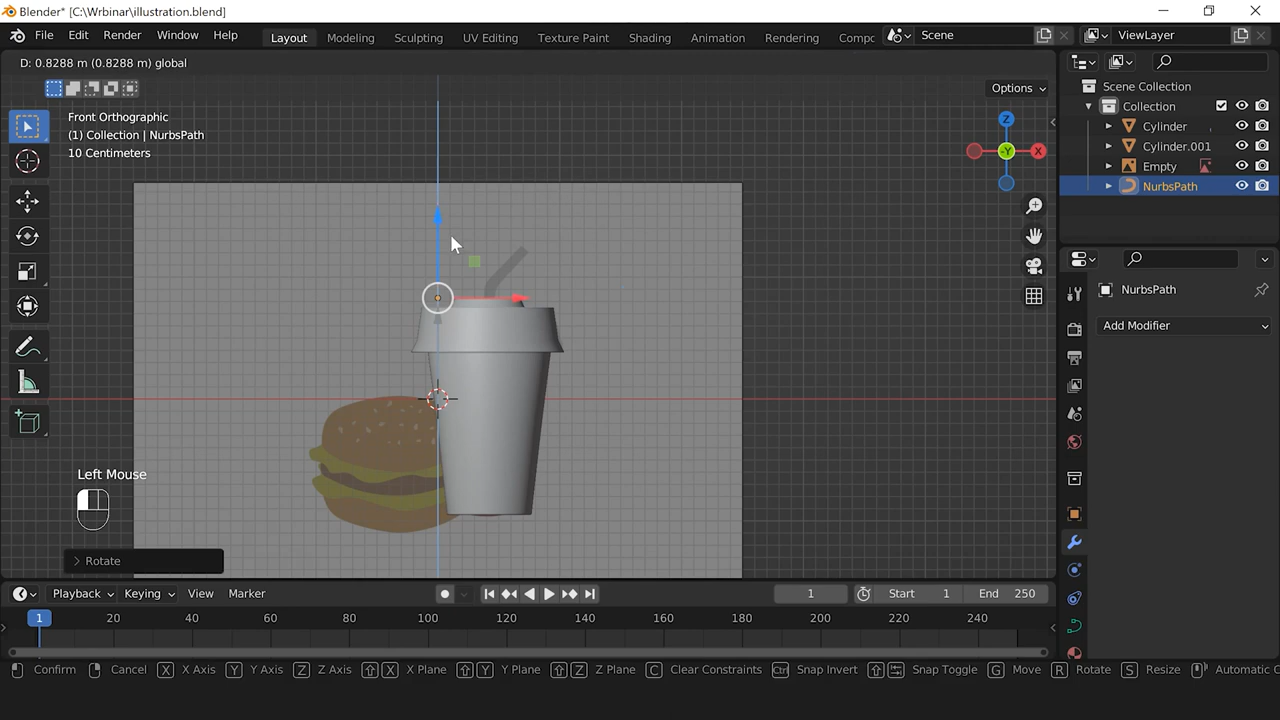 Blender* [C:\Wrbinar\illustration.blend]
File Edit Render Window Help Layout Modeling Sculpting UV Editing Texture Paint Shading Animation Rendering Compc Scene ViewLayer
D: 0.8288 m (0.8288 m) global
Options
Front Orthographic
(1) Collection | NurbsPath
10 Centimeters
Z
-Y
X
Scene Collection
Collection
Cylinder
Cylinder.001
Empty
NurbsPath
NurbsPath
Add Modifier
Left Mouse
Rotate
Playback Keying View Marker 1 Start 1 End 250
1 20 40 60 80 100 120 140 160 180 200 220 240
Confirm Cancel X X Axis Y Y Axis Z Z Axis X X Plane Y Y Plane Z Z Plane C Clear Constraints Ctrl Snap Invert Snap Toggle G Move R Rotate S Resize Automatic C